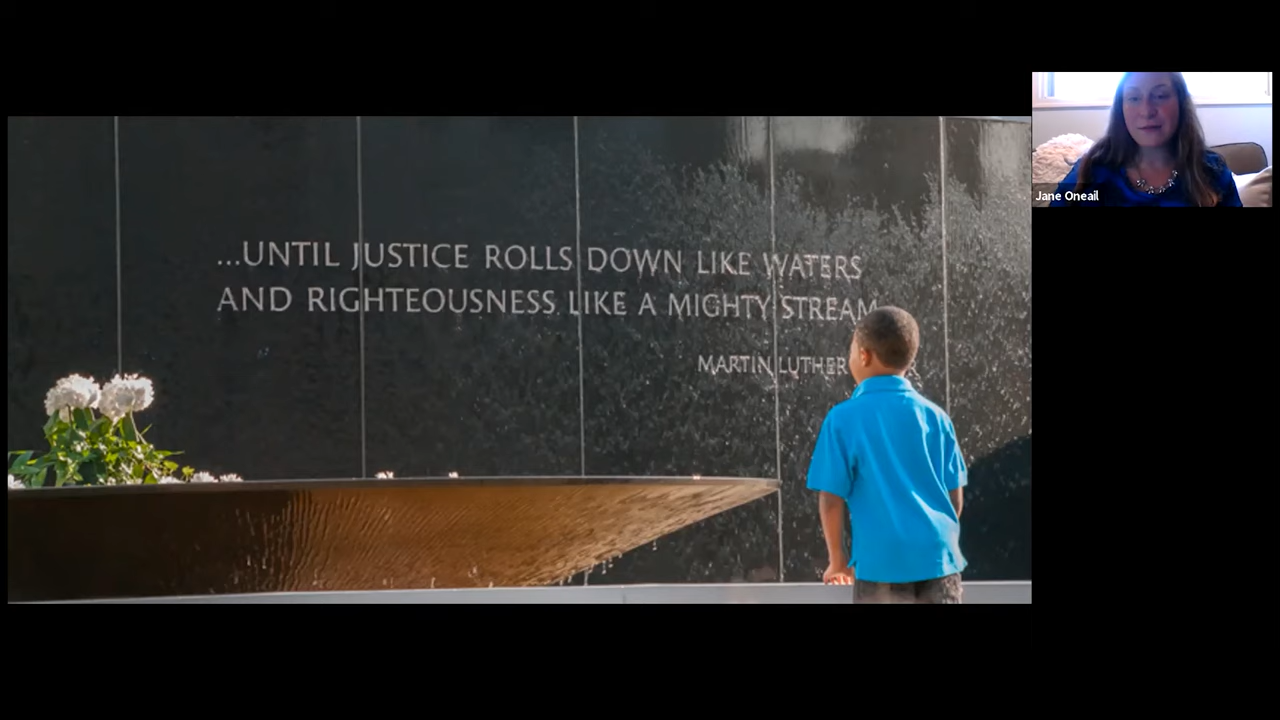 ...UNTIL JUSTICE ROLLS DOWN LIKE WATERS
AND RIGHTEOUSNESS LIKE A MIGHTY STREAM
MARTIN LUTHER
Jane Oneail